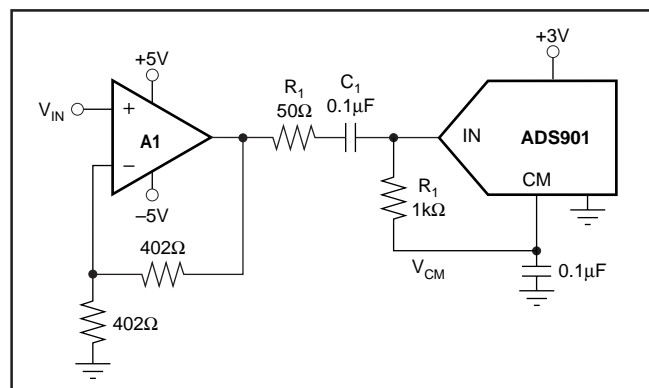 +5V
V_IN
+
A1
−
–5V
402Ω
402Ω
R_1
50Ω
C_1
0.1µF
R_1
1kΩ
V_CM
+3V
IN
ADS901
CM
0.1µF